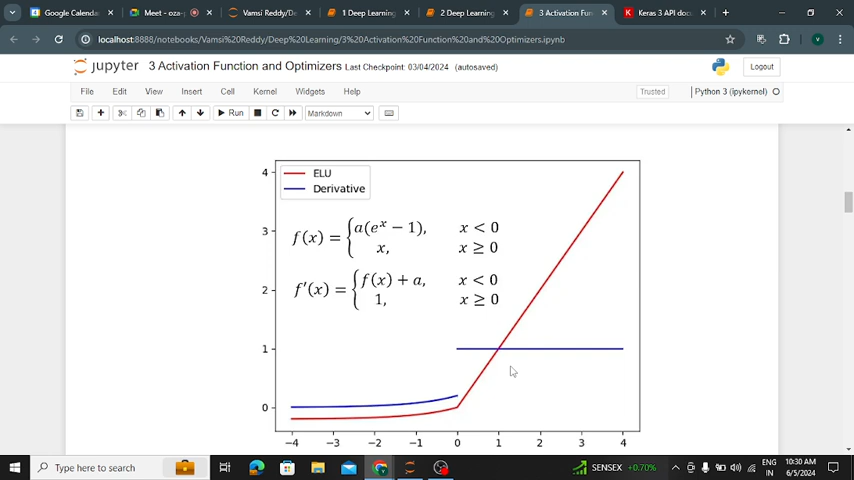 Google Calendar
Meet - oza-p
Vamsi Reddy/De
1 Deep Learning
2 Deep Learning
3 Activation Fun
Keras 3 API doc
localhost:8888/notebooks/Vamsi%20Reddy/Deep%20Learning/3%20Activation%20Function%20and%20Optimizers.ipynb
jupyter 3 Activation Function and Optimizers Last Checkpoint: 03/04/2024 (autosaved)
Logout
File Edit View Insert Cell Kernel Widgets Help
Trusted
Python 3 (ipykernel)
Run
Markdown
ELU
Derivative
f(x) = { a(e^x − 1), x < 0
x, x ≥ 0
f′(x) = { f(x) + a, x < 0
1, x ≥ 0
4
3
2
1
0
−4 −3 −2 −1 0 1 2 3 4
Type here to search
SENSEX +0.70%
ENG
IN
10:30 AM
6/5/2024